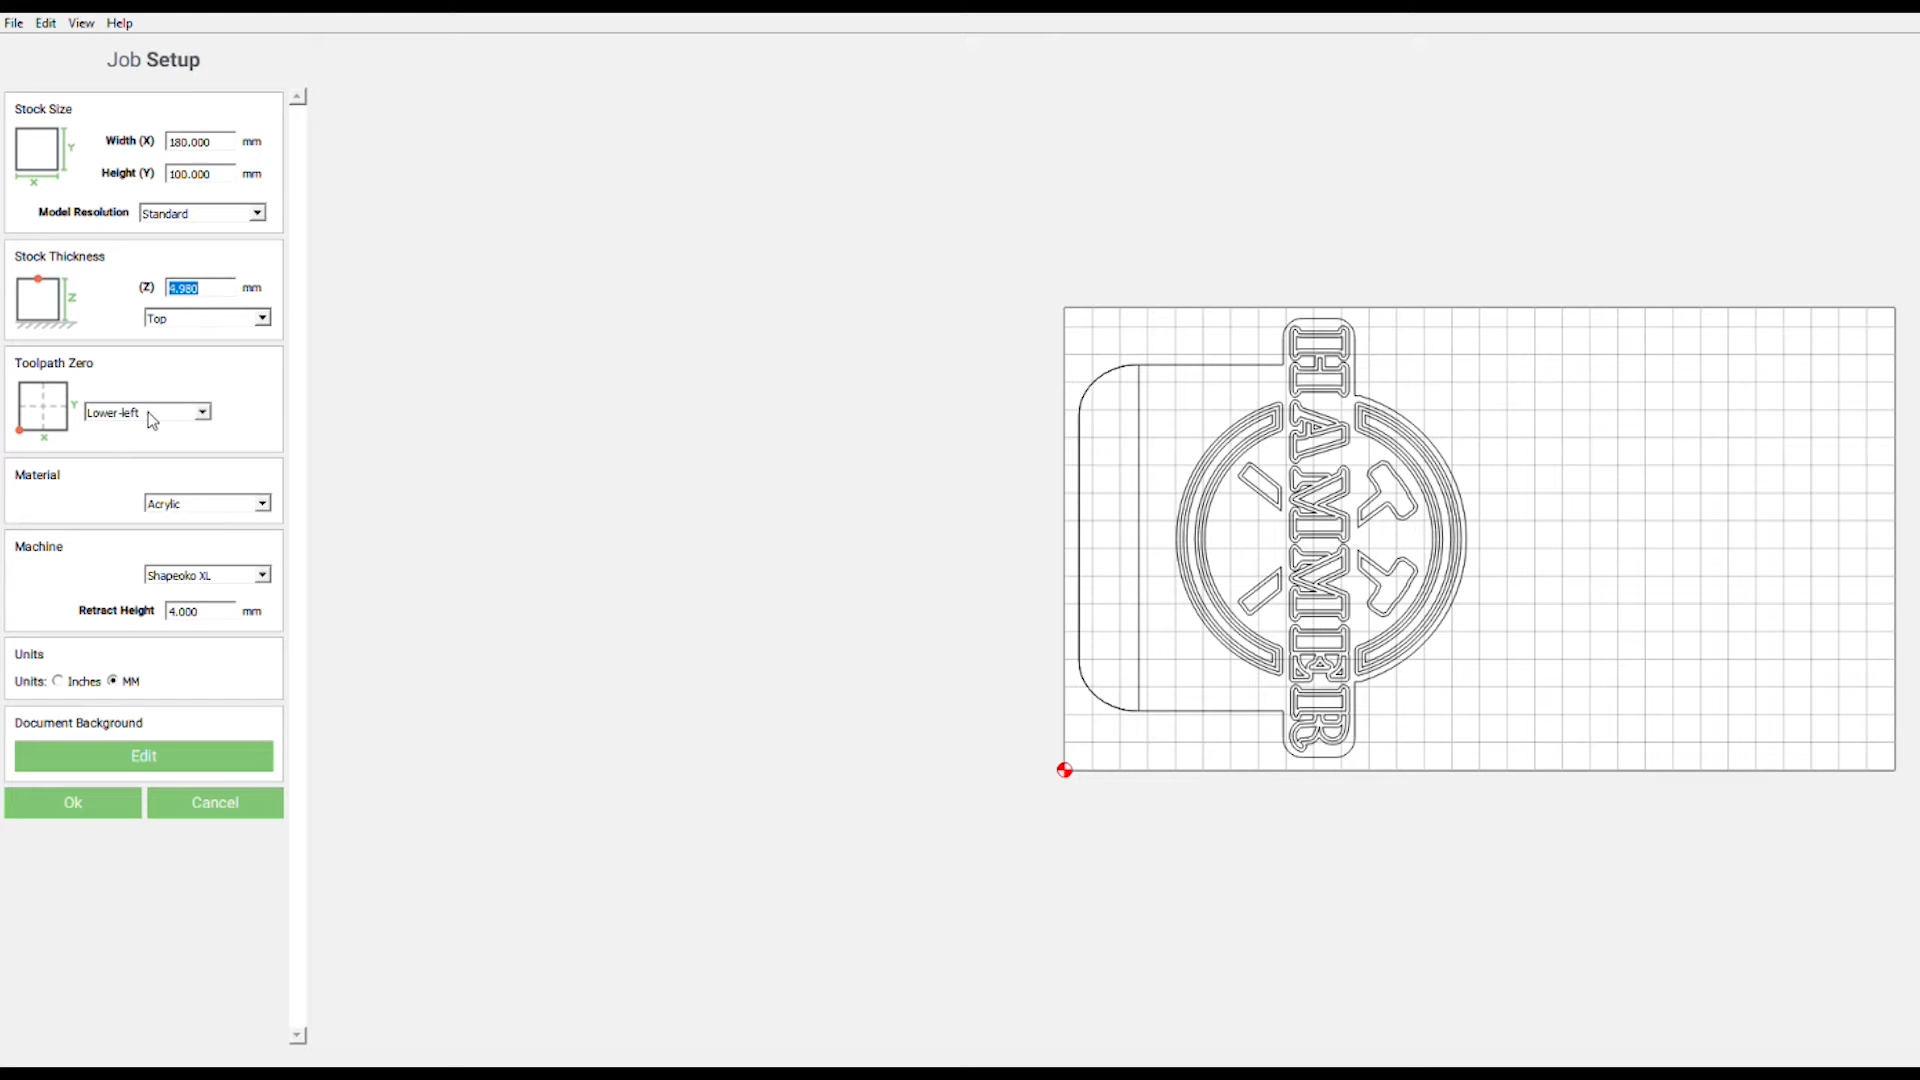 File Edit View Help
Job Setup
Stock Size
Y
X
Width (X) 180.000 mm
Height (Y) 100.000 mm
Model Resolution Standard
Stock Thickness
Z
(Z) 4.980 mm
Top
Toolpath Zero
Y
X
Lower-left
Material
Acrylic
Machine
Shapeoko XL
Retract Height 4.000 mm
Units
Units: Inches MM
Document Background
Edit
Ok Cancel
HAMMER